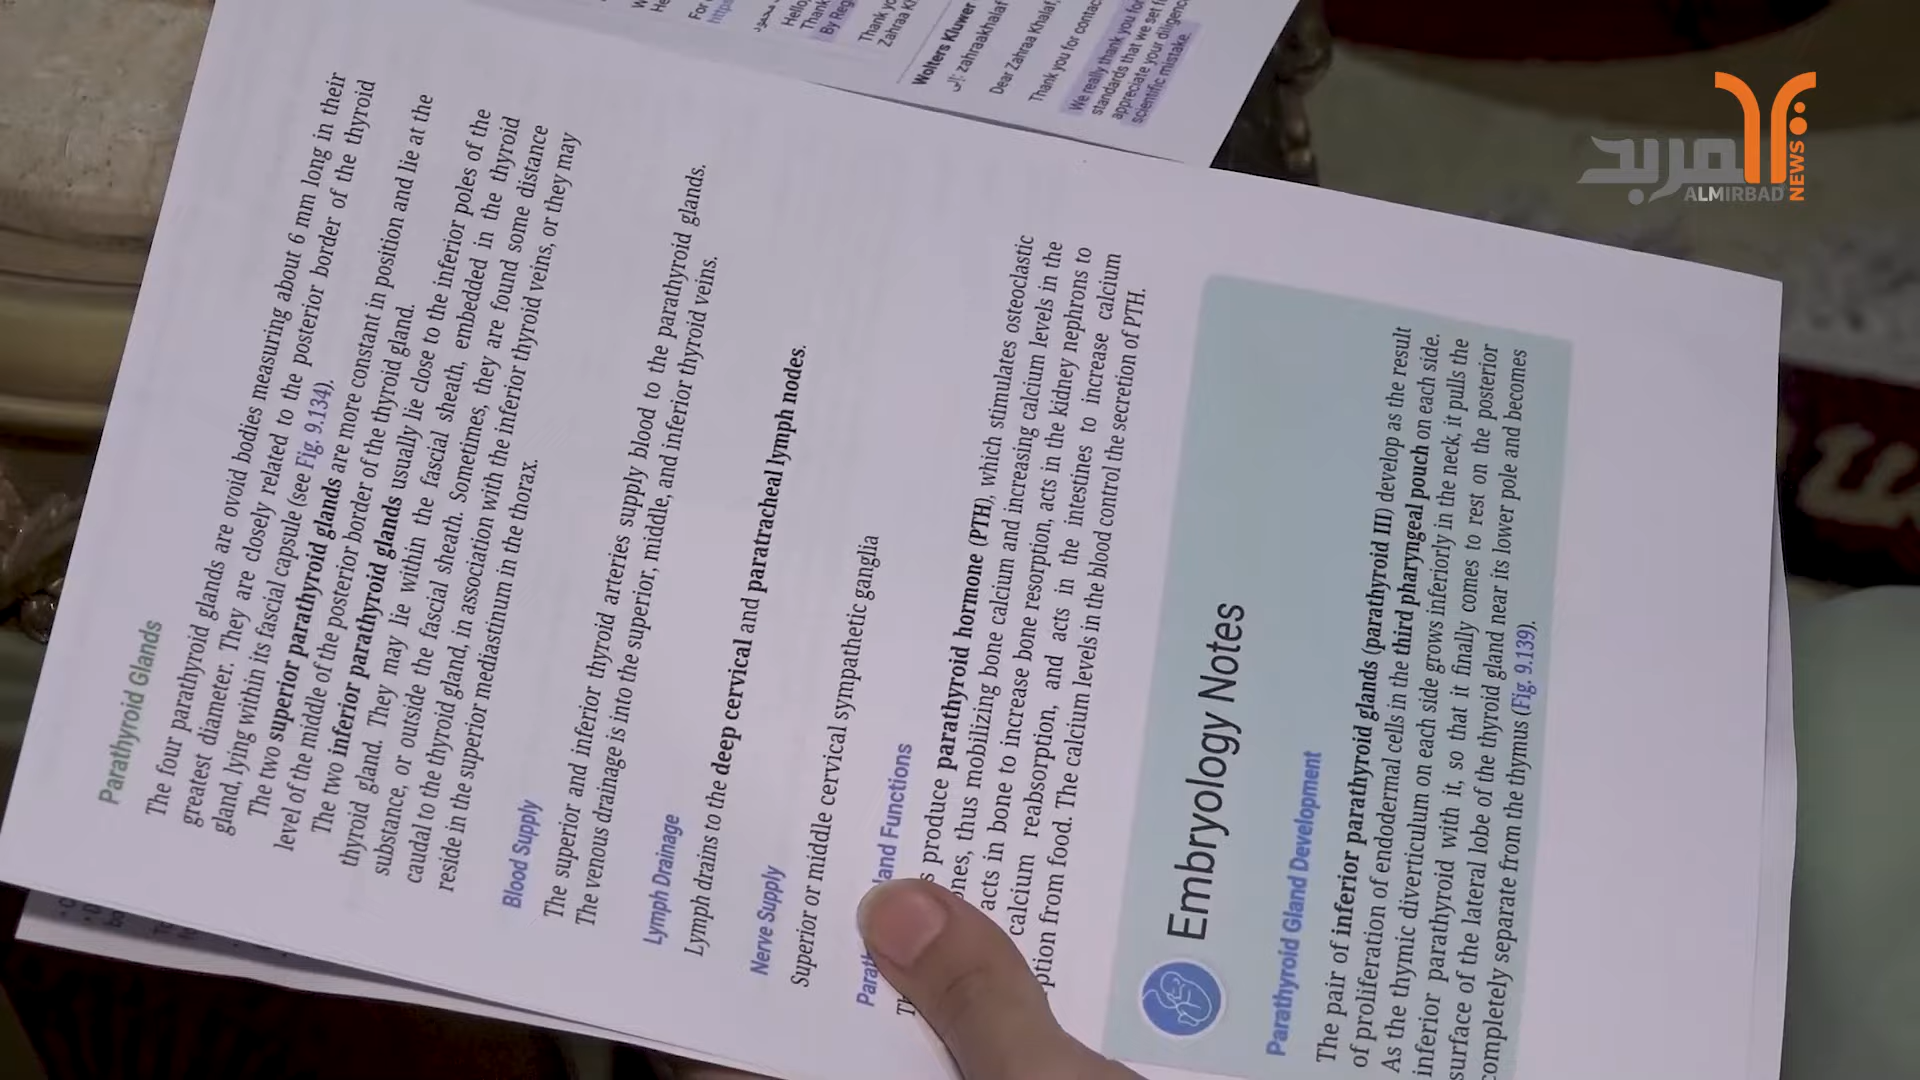 Parathyroid Glands
The four parathyroid glands are ovoid bodies measuring about 6 mm long in their
greatest diameter. They are closely related to the posterior border of the thyroid
gland, lying within its fascial capsule (see Fig. 9.134).
The two superior parathyroid glands are more constant in position and lie at the
level of the middle of the posterior border of the thyroid gland.
The two inferior parathyroid glands usually lie close to the inferior poles of the
thyroid gland. They may lie within the fascial sheath, embedded in the thyroid
substance, or outside the fascial sheath. Sometimes, they are found some distance
caudal to the thyroid gland, in association with the inferior thyroid veins, or they may
reside in the superior mediastinum in the thorax.
Blood Supply
The superior and inferior thyroid arteries supply blood to the parathyroid glands.
The venous drainage is into the superior, middle, and inferior thyroid veins.
Lymph Drainage
Lymph drains to the deep cervical and paratracheal lymph nodes.
Nerve Supply
Superior or middle cervical sympathetic ganglia
land Functions
produce parathyroid hormone (PTH), which stimulates osteoclastic
thus mobilizing bone calcium and increasing calcium levels in the
acts in bone to increase bone resorption, acts in the kidney nephrons to
calcium reabsorption, and acts in the intestines to increase calcium
ption from food. The calcium levels in the blood control the secretion of PTH.
Embryology Notes
Parathyroid Gland Development
The pair of inferior parathyroid glands (parathyroid III) develop as the result
of proliferation of endodermal cells in the third pharyngeal pouch on each side.
As the thymic diverticulum on each side grows inferiorly in the neck, it pulls the
inferior parathyroid with it, so that it finally comes to rest on the posterior
surface of the lateral lobe of the thyroid gland near its lower pole and becomes
completely separate from the thymus (Fig. 9.139).
Hello,
Thank
By Reg
Thank yo
Zahraa K
Wolters Kluwer
zahraakhalaf
Dear Zahraa Khalaf,
Thank you for contac
We really thank you for
standards that we set f
appreciate your diligenc
scientific mistake.
المربد
ALMIRBAD
NEWS